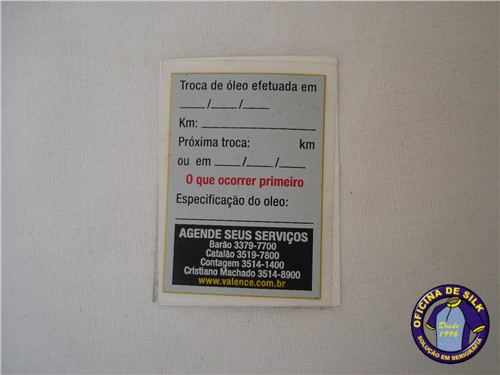 Troca de óleo efetuada em
____/____/____
Km: ____________________
Próxima troca: km
ou em ____/____/____
O que ocorrer primeiro
Especificação do oleo:
____________________
AGENDE SEUS SERVIÇOS
Barão 3379-7700
Catalão 3519-7800
Contagem 3514-1400
Cristiano Machado 3514-8900
www.valence.com.br
OFICINA DE SILK
Desde
1996
SOLUÇÃO EM SERIGRAFIA